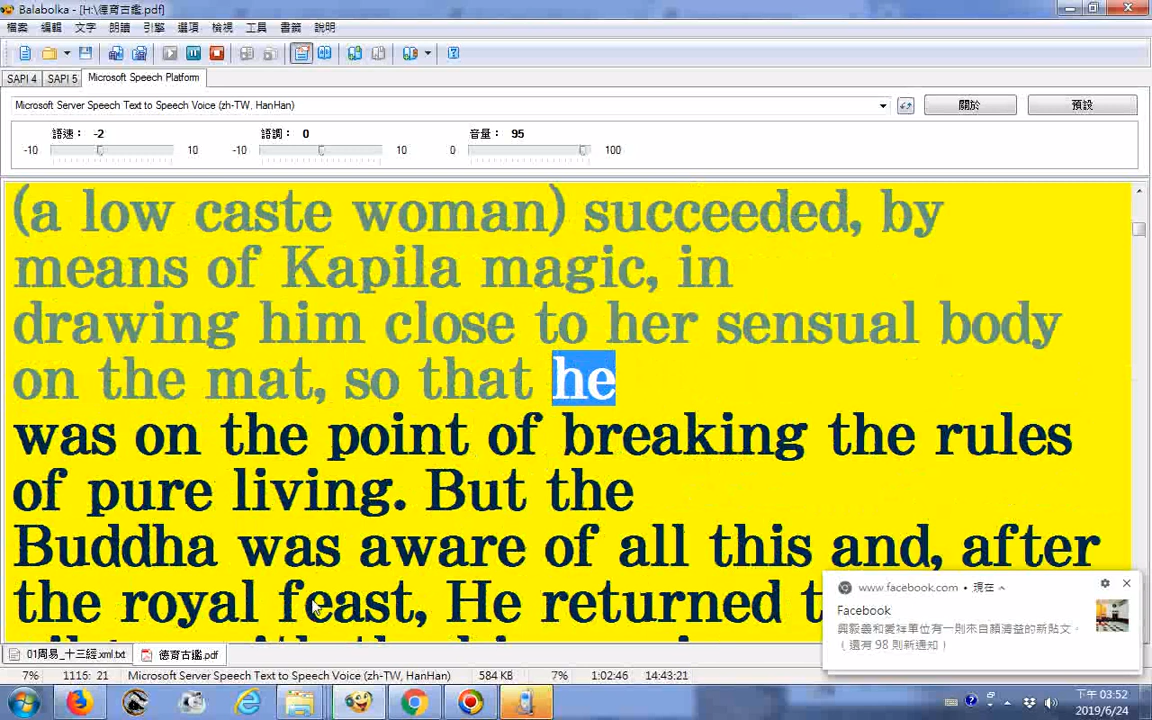 Balabolka - [H:\德育古鑑.pdf]
檔案 編輯 文字 朗讀 引擎 選項 檢視 工具 書籤 說明
SAPI 4 SAPI 5 Microsoft Speech Platform
Microsoft Server Speech Text to Speech Voice (zh-TW, HanHan) 關於 預設
語速： -2 語調： 0 音量： 95
-10 10 -10 10 0 100
(a low caste woman) succeeded, by
means of Kapila magic, in
drawing him close to her sensual body
on the mat, so that he
was on the point of breaking the rules
of pure living. But the
Buddha was aware of all this and, after
the royal feast, He returned t
www.facebook.com • 現在
Facebook
興毅義和愛祥單位有一則來自顏清益的新貼文。
（還有 98 則新通知）
01周易_十三經.xml.txt 德育古鑑.pdf
7% 1115: 21 Microsoft Server Speech Text to Speech Voice (zh-TW, HanHan) 584 KB 7% 1:02:46 14:43:21
下午 03:52
2019/6/24